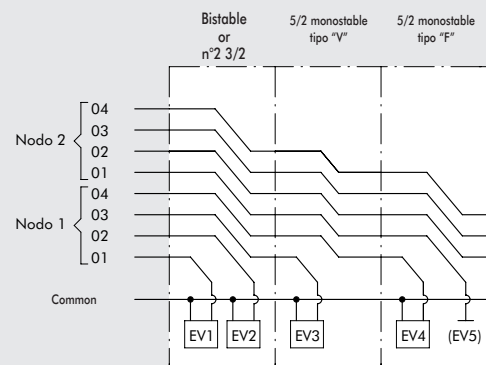 Bistable
or
n°2 3/2
5/2 monostable
tipo "V"
5/2 monostable
tipo "F"
Nodo 2
04
03
02
01
Nodo 1
04
03
02
01
Common
EV1
EV2
EV3
EV4
(EV5)